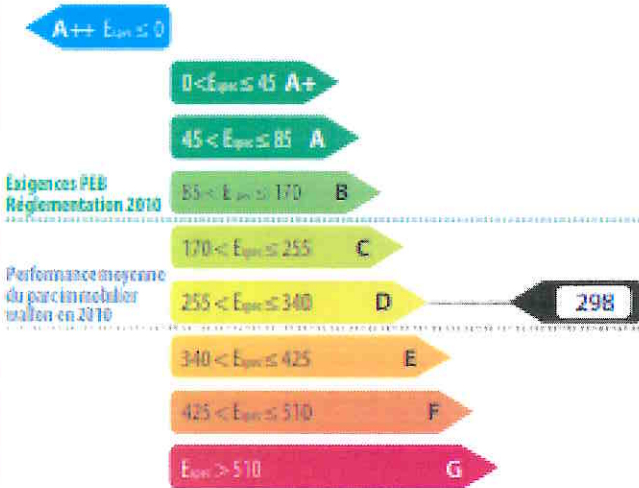 A++ Espec ≤ 0
0 < Espec ≤ 45 A+
45 < Espec ≤ 85 A
Exigences PEB
Réglementation 2010
85 < Espec ≤ 170 B
170 < Espec ≤ 255 C
Performance moyenne
du parc immobilier
wallon en 2010
255 < Espec ≤ 340 D
298
340 < Espec ≤ 425 E
425 < Espec ≤ 510 F
Espec > 510 G